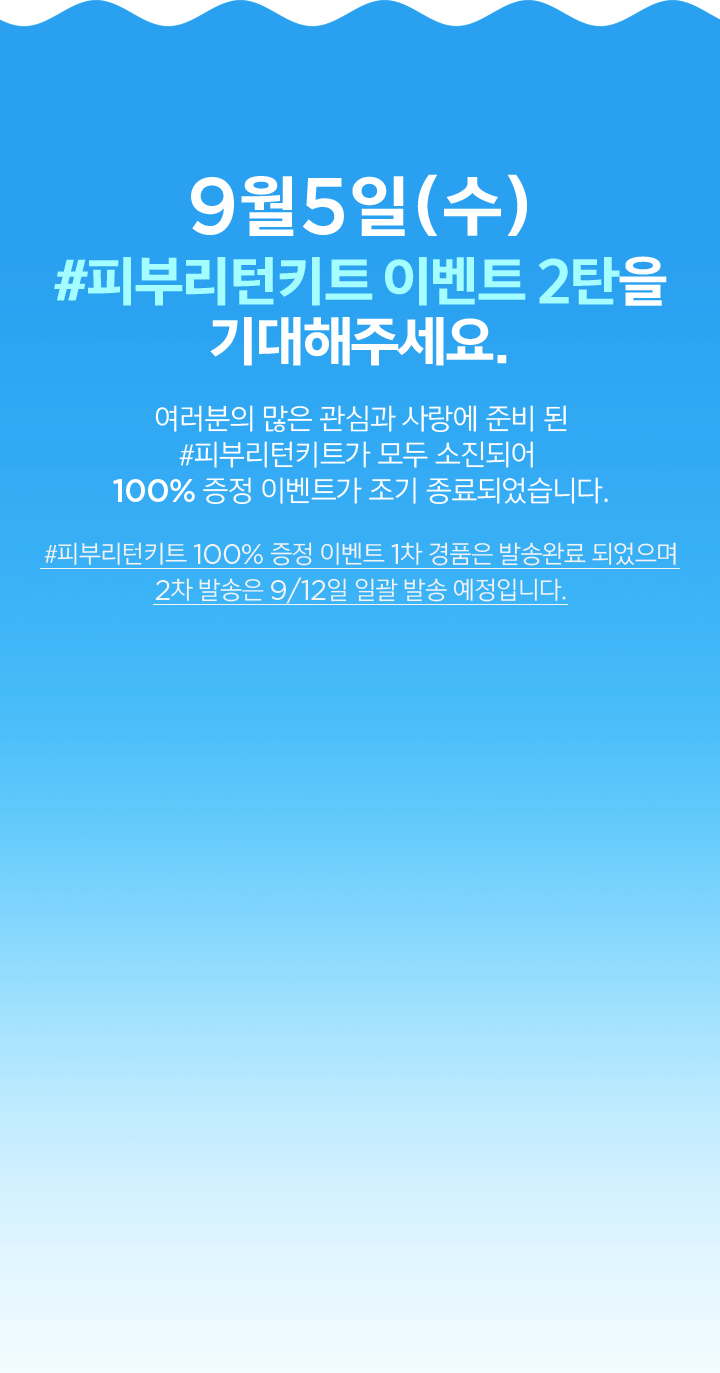 9월5일(수)
#피부리턴키트 이벤트 2탄을
기대해주세요.
여러분의 많은 관심과 사랑에 준비 된
#피부리턴키트가 모두 소진되어
100% 증정 이벤트가 조기 종료되었습니다.
#피부리턴키트 100% 증정 이벤트 1차 경품은 발송완료 되었으며
2차 발송은 9/12일 일괄 발송 예정입니다.